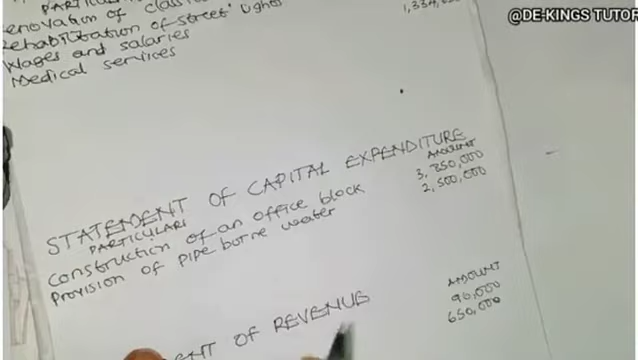 @DE-KINGS TUTOR
Renovation of
Rehabilitation of street lights
Wages and salaries
Medical services
STATEMENT OF CAPITAL EXPENDITURE
PARTICULARS AMOUNT
Construction of an office block 3,350,000
Provision of pipe borne water 2,500,000
ENT OF REVENUE
AMOUNT
90,000
650,000